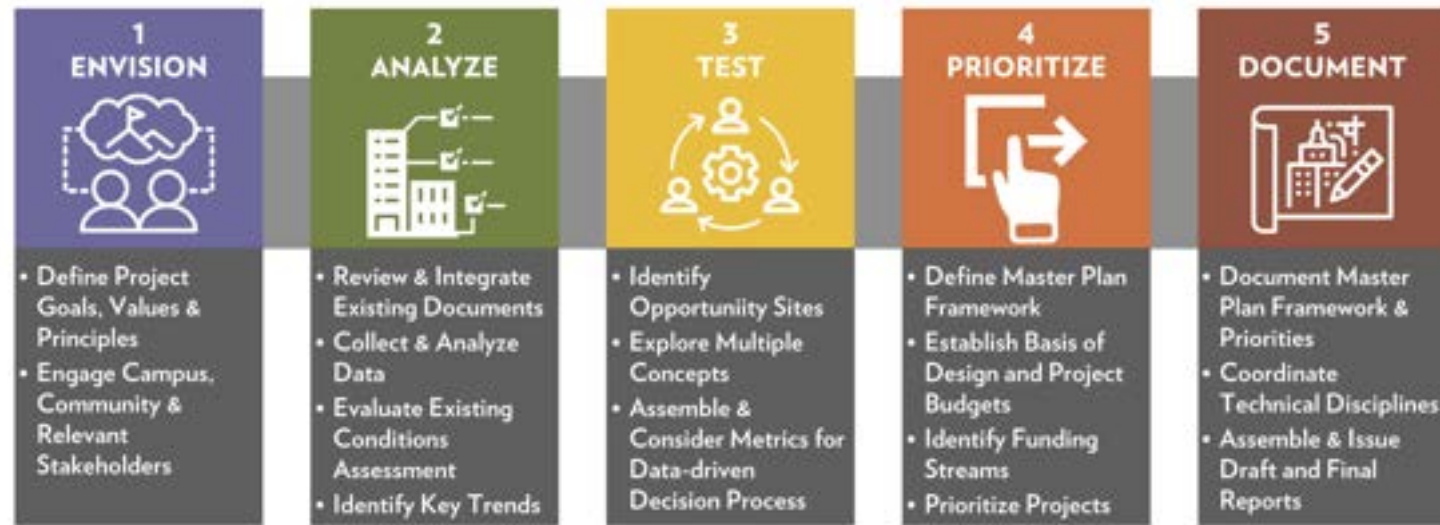 1
ENVISION
• Define Project
Goals, Values &
Principles
• Engage Campus,
Community &
Relevant
Stakeholders
2
ANALYZE
• Review & Integrate
Existing Documents
• Collect & Analyze
Data
• Evaluate Existing
Conditions
Assessment
• Identify Key Trends
3
TEST
• Identify
Opportuniity Sites
• Explore Multiple
Concepts
• Assemble &
Consider Metrics for
Data-driven
Decision Process
4
PRIORITIZE
• Define Master Plan
Framework
• Establish Basis of
Design and Project
Budgets
• Identify Funding
Streams
• Prioritize Projects
5
DOCUMENT
• Document Master
Plan Framework &
Priorities
• Coordinate
Technical Disciplines
• Assemble & Issue
Draft and Final
Reports